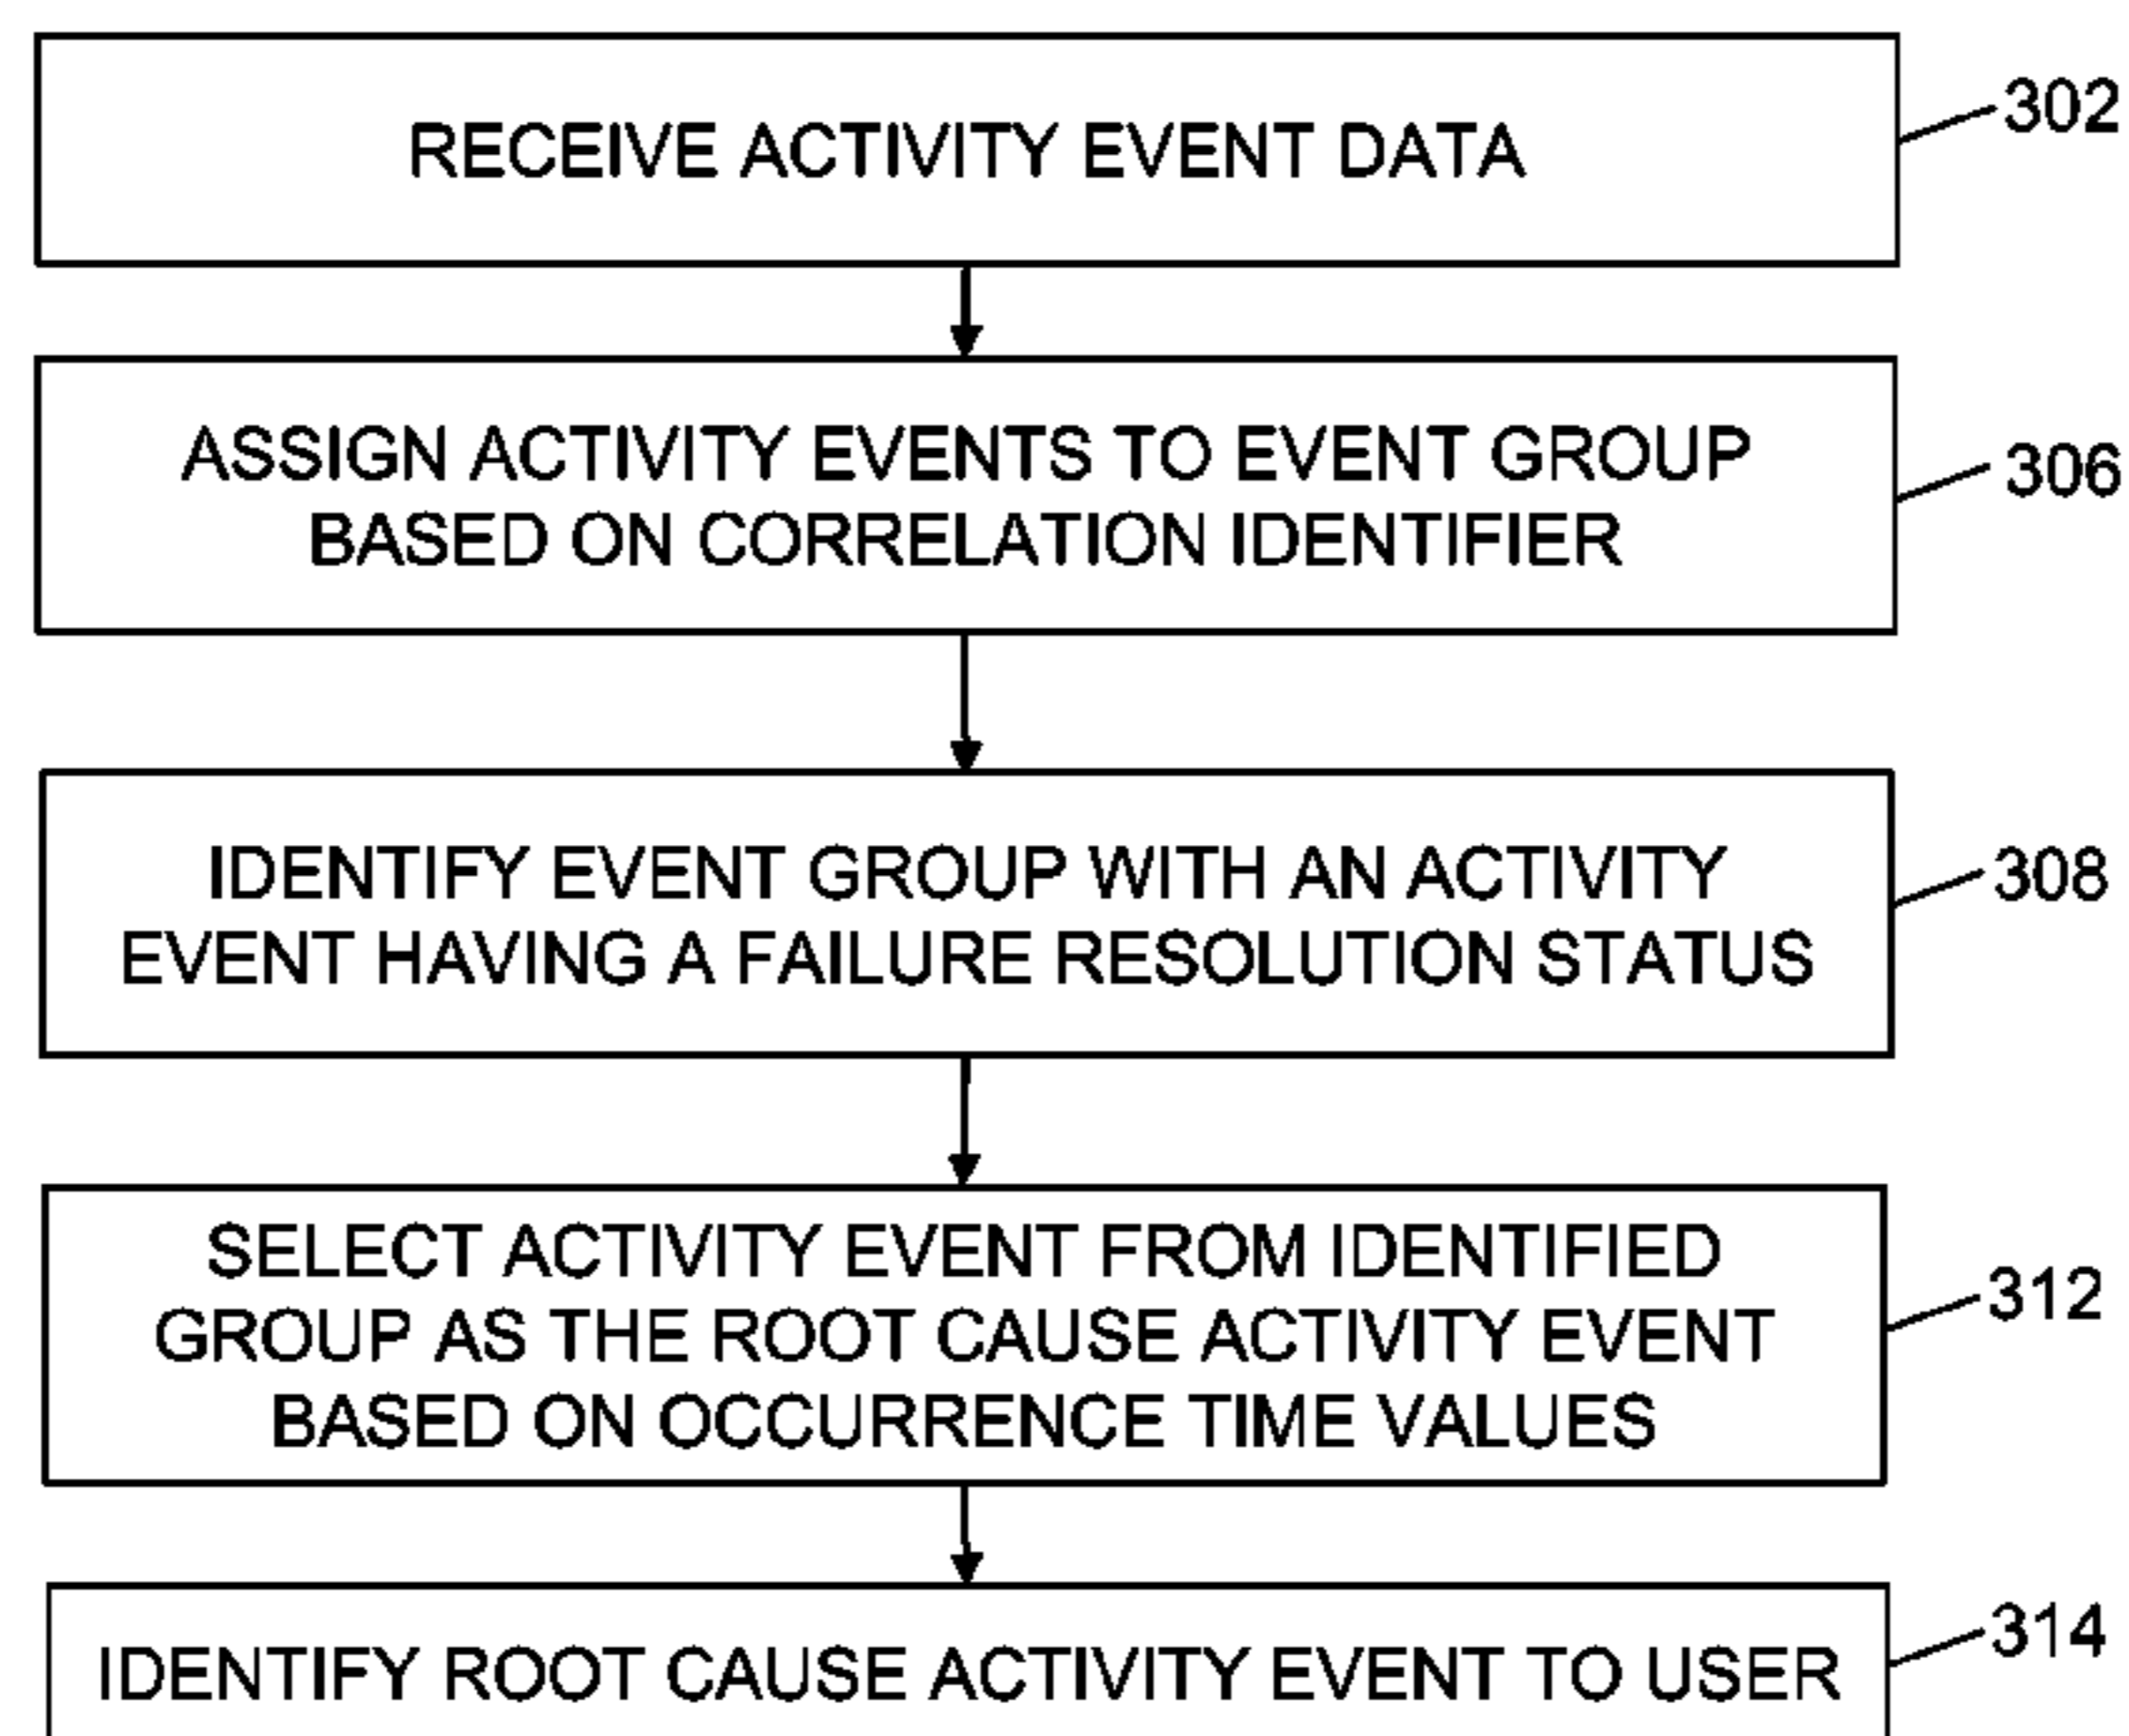 RECEIVE ACTIVITY EVENT DATA
302
ASSIGN ACTIVITY EVENTS TO EVENT GROUP
BASED ON CORRELATION IDENTIFIER
306
IDENTIFY EVENT GROUP WITH AN ACTIVITY
EVENT HAVING A FAILURE RESOLUTION STATUS
308
SELECT ACTIVITY EVENT FROM IDENTIFIED
GROUP AS THE ROOT CAUSE ACTIVITY EVENT
BASED ON OCCURRENCE TIME VALUES
312
IDENTIFY ROOT CAUSE ACTIVITY EVENT TO USER
314